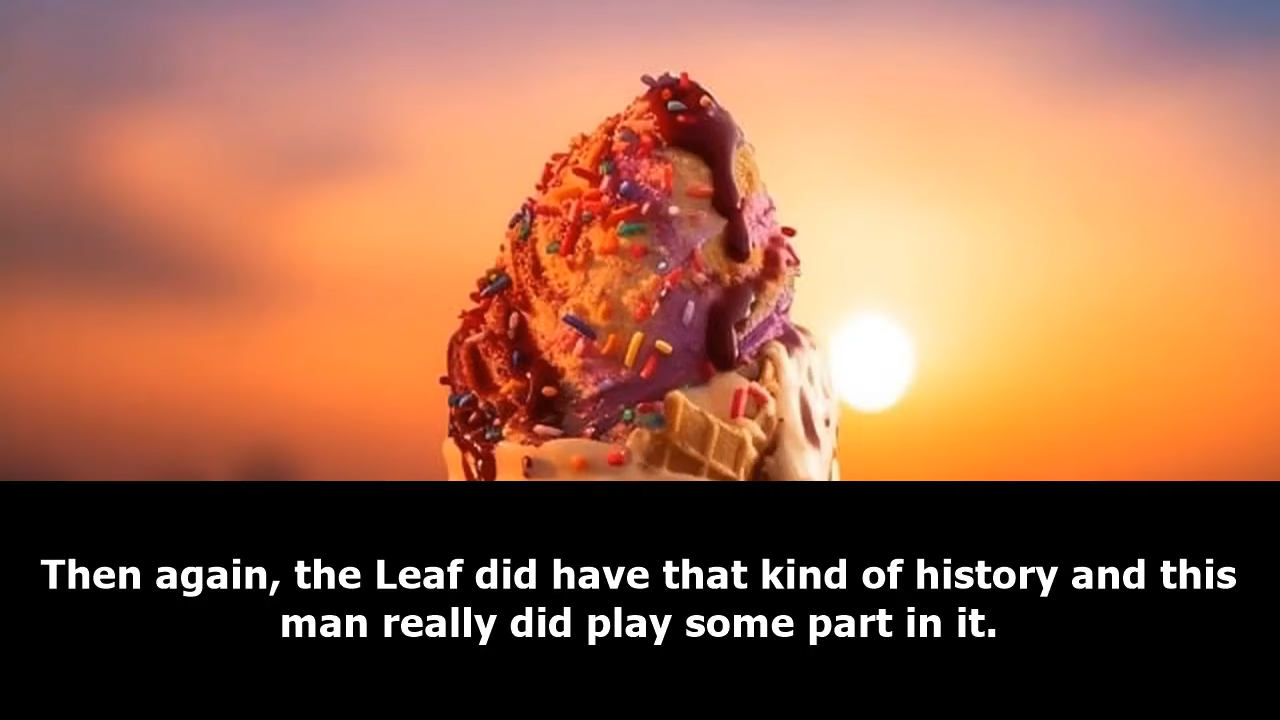 Then again, the Leaf did have that kind of history and this
man really did play some part in it.